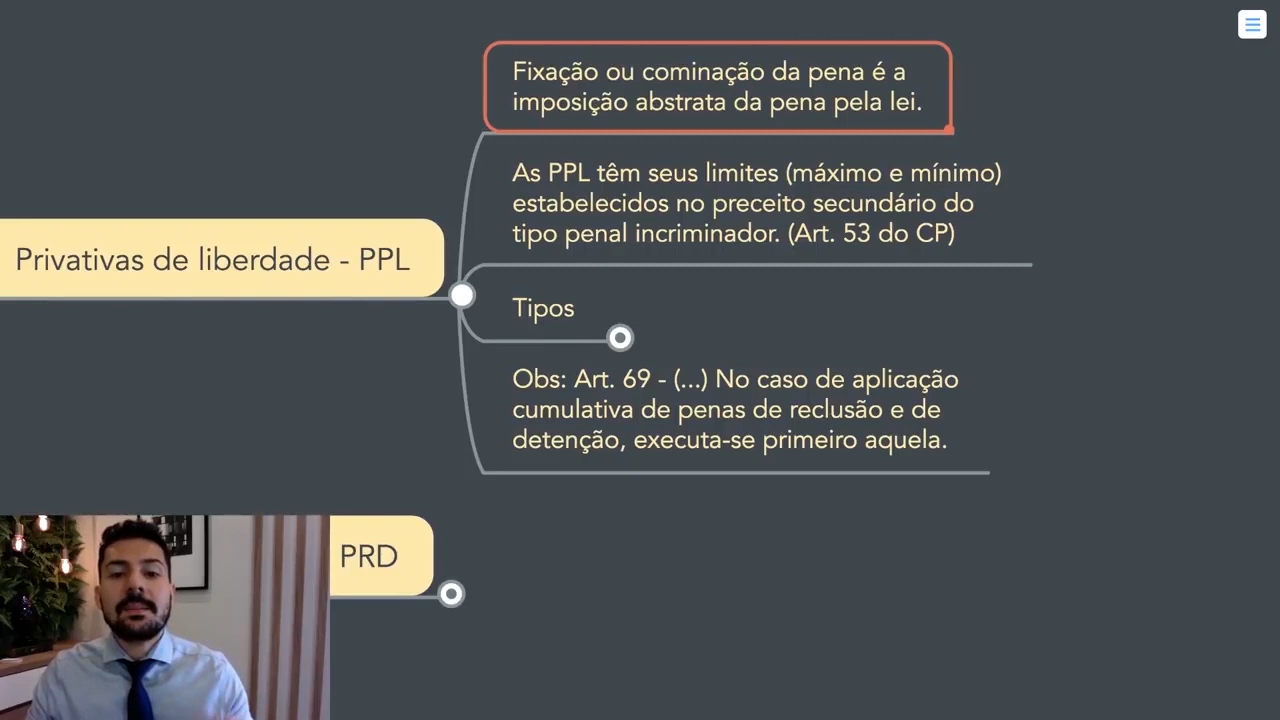 Fixação ou cominação da pena é a
imposição abstrata da pena pela lei.
As PPL têm seus limites (máximo e mínimo)
estabelecidos no preceito secundário do
tipo penal incriminador. (Art. 53 do CP)
Privativas de liberdade - PPL
Tipos
Obs: Art. 69 - (...) No caso de aplicação
cumulativa de penas de reclusão e de
detenção, executa-se primeiro aquela.
PRD